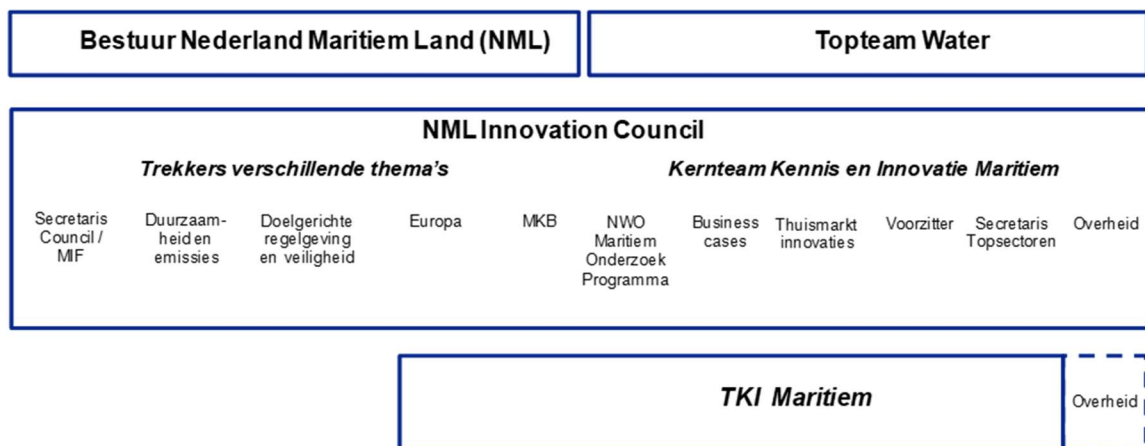 Bestuur Nederland Maritiem Land (NML)
Topteam Water
NML Innovation Council
Trekkers verschillende thema's
Kernteam Kennis en Innovatie Maritiem
Secretaris
Council /
MIF
Duurzaam-
heid en
emissies
Doelgerichte
regelgeving
en veiligheid
Europa
MKB
NWO
Maritiem
Onderzoek
Programma
Business
cases
Thuismarkt
innovaties
Voorzitter
Secretaris
Topsectoren
Overheid
TKI Maritiem
Overheid